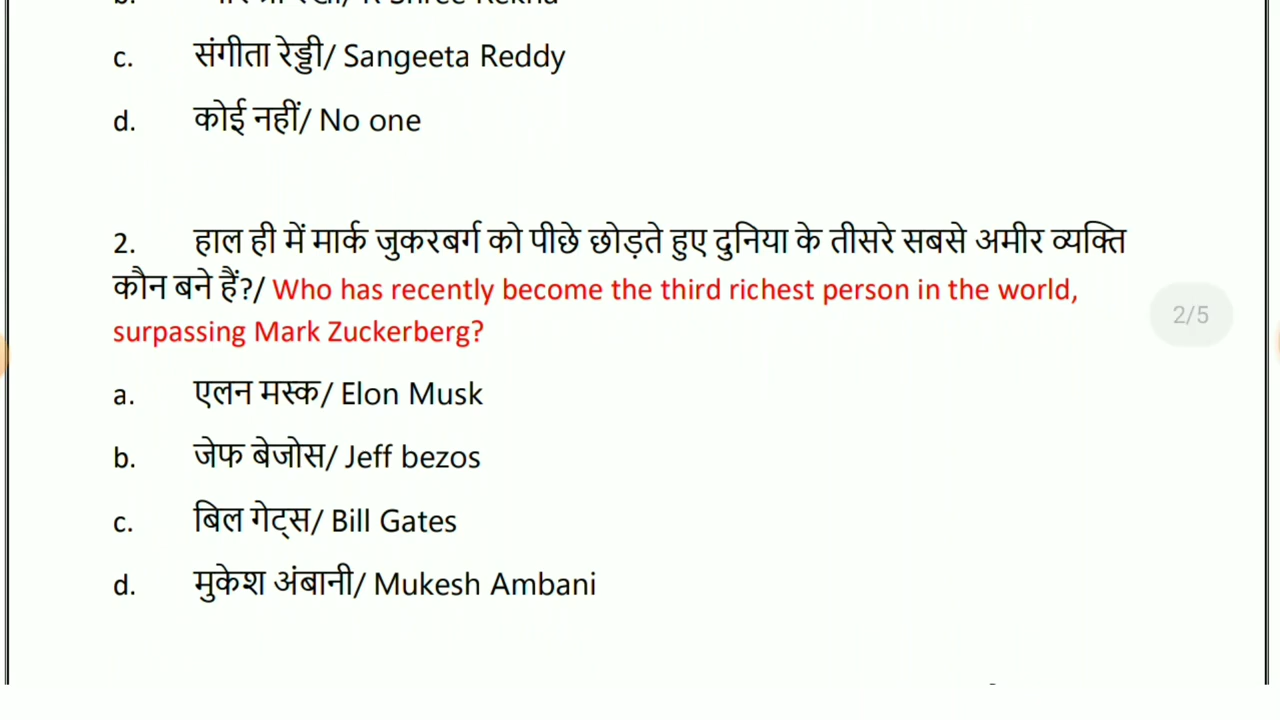 c. संगीता रेड्डी/ Sangeeta Reddy
d. कोई नहीं/ No one
2. हाल ही में मार्क जुकरबर्ग को पीछे छोड़ते हुए दुनिया के तीसरे सबसे अमीर व्यक्ति
कौन बने हैं?/ Who has recently become the third richest person in the world,
2/5
surpassing Mark Zuckerberg?
a. एलन मस्क/ Elon Musk
b. जेफ बेजोस/ Jeff bezos
c. बिल गेट्स/ Bill Gates
d. मुकेश अंबानी/ Mukesh Ambani